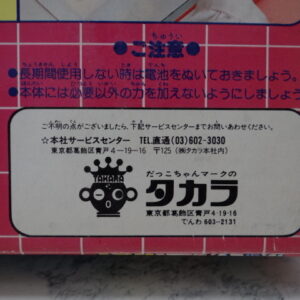 ●ご注意●
●長期間使用しない時は電池をぬいておきましょう。
●本体には必要以外の力を加えないようにしましょう
ご不明の点がございましたら、下記サービスセンターまでお問い合わせください。
☆本社サービスセンター TEL.直通(03)602-3030
東京都葛飾区青戸4-19-16 〒125 (㈱タカラ本社内)
TAKARA
だっこちゃんマークの
タカラ
東京都葛飾区青戸4-19-16
でんわ 603-2131